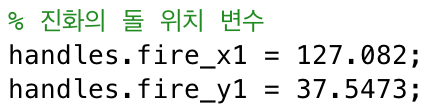 % 진화의 돌 위치 변수
handles.fire_x1 = 127.082;
handles.fire_y1 = 37.5473;